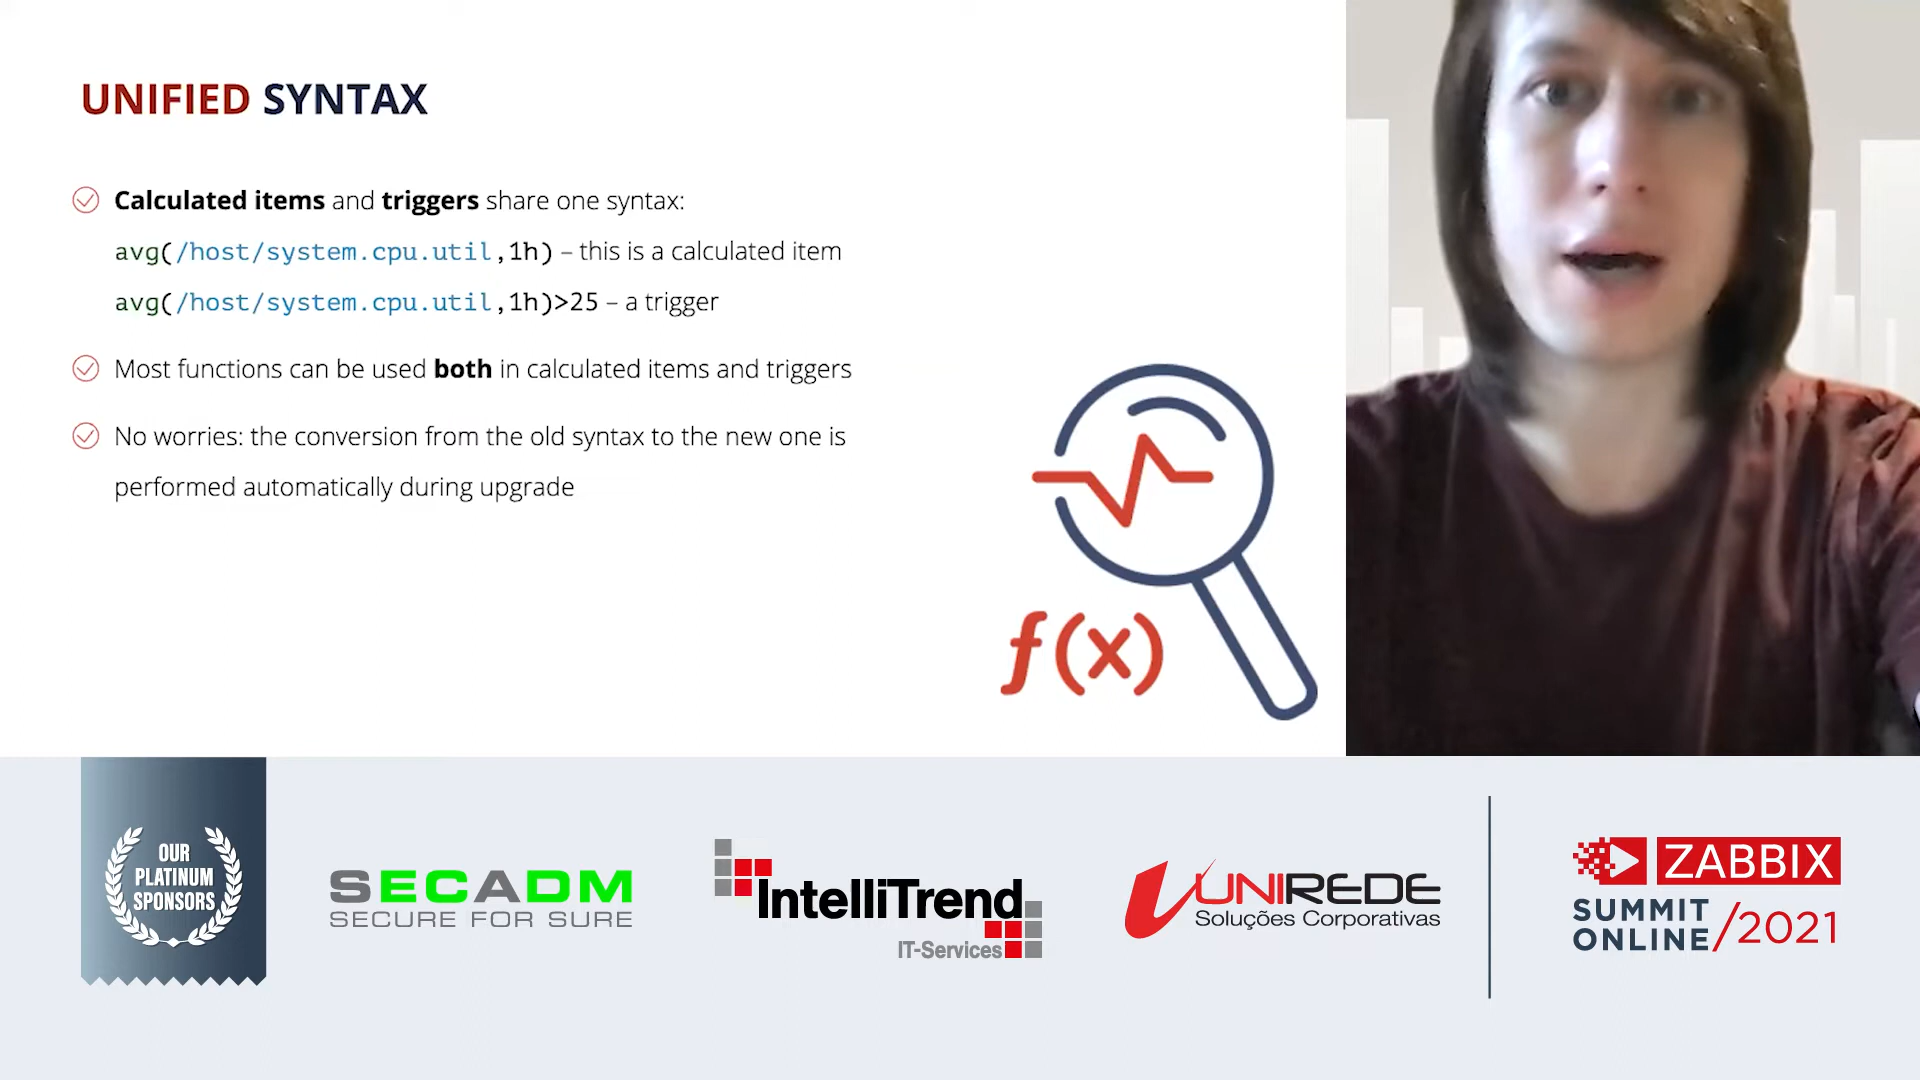 UNIFIED SYNTAX
Calculated items and triggers share one syntax:
avg(/host/system.cpu.util,1h) – this is a calculated item
avg(/host/system.cpu.util,1h)>25 – a trigger
Most functions can be used both in calculated items and triggers
No worries: the conversion from the old syntax to the new one is
performed automatically during upgrade
f(x)
OUR
PLATINUM
SPONSORS
SECADM
SECURE FOR SURE
IntelliTrend
IT-Services
UNIREDE
Soluções Corporativas
ZABBIX
SUMMIT
ONLINE/2021